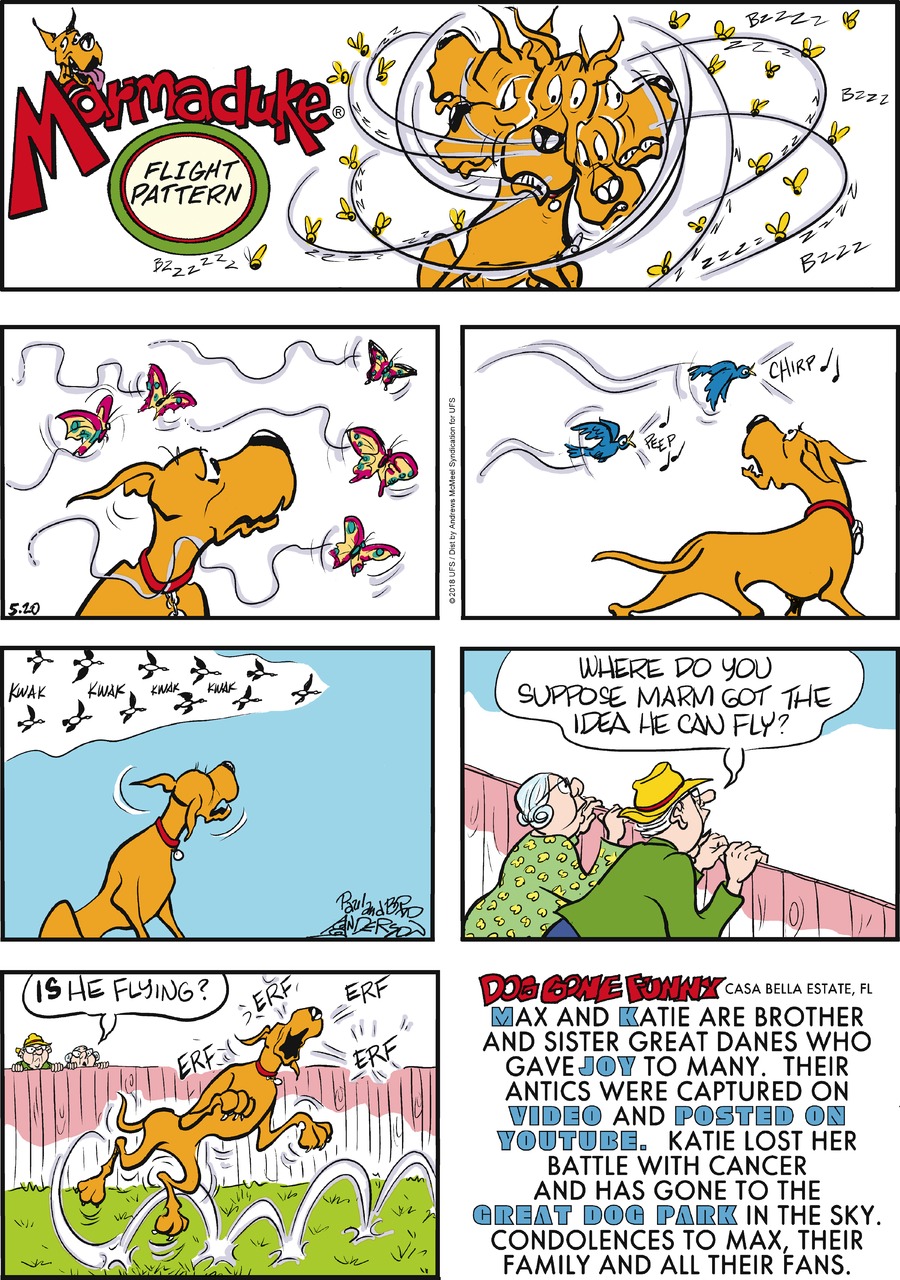 Marmaduke®
FLIGHT
PATTERN
BZZZZZZZ
BZZZZ
BZZZ
BZZZ
5.20
© 2018 UFS / Dist by Andrews McMeel Syndication for UFS
CHIRP
PEEP
KWAK KWAK KWAK KWAK
Paul and BRAD
ANDERSON
WHERE DO YOU
SUPPOSE MARM GOT THE
IDEA HE CAN FLY?
IS HE FLYING?
ERF
ERF
ERF
ERF
DOG GONE FUNNY CASA BELLA ESTATE, FL
MAX AND KATIE ARE BROTHER
AND SISTER GREAT DANES WHO
GAVE JOY TO MANY. THEIR
ANTICS WERE CAPTURED ON
VIDEO AND POSTED ON
YOUTUBE. KATIE LOST HER
BATTLE WITH CANCER
AND HAS GONE TO THE
GREAT DOG PARK IN THE SKY.
CONDOLENCES TO MAX, THEIR
FAMILY AND ALL THEIR FANS.